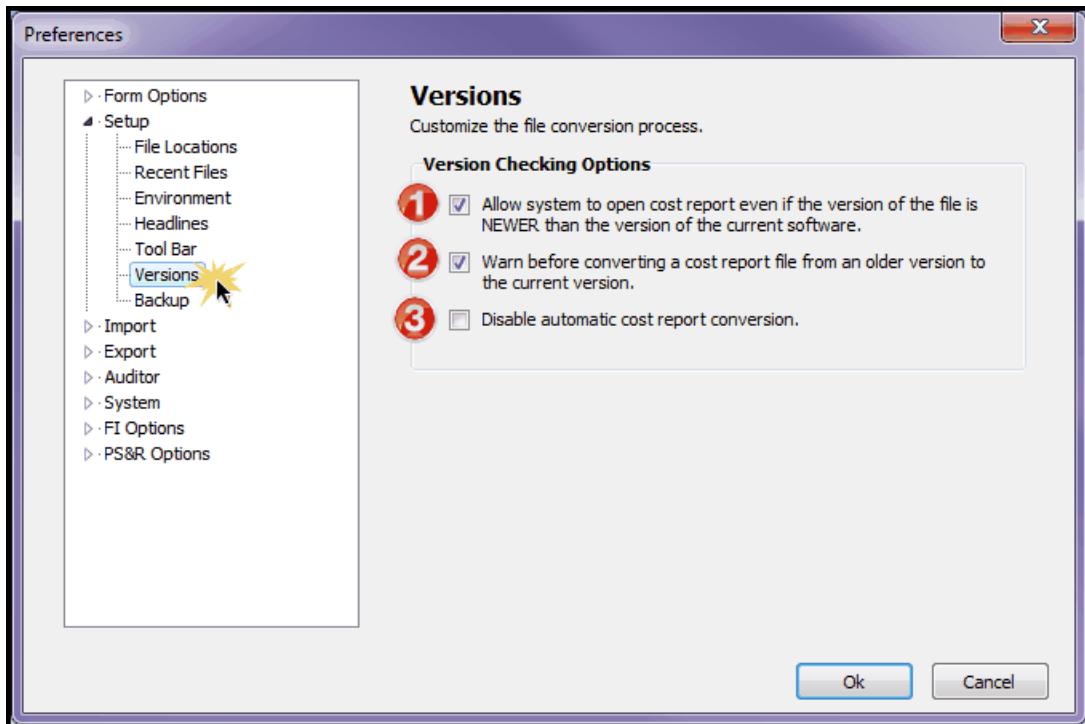 Preferences
Form Options
Setup
File Locations
Recent Files
Environment
Headlines
Tool Bar
Versions
Backup
Import
Export
Auditor
System
FI Options
PS&R Options
Versions
Customize the file conversion process.
Version Checking Options
1 Allow system to open cost report even if the version of the file is
NEWER than the version of the current software.
2 Warn before converting a cost report file from an older version to
the current version.
3 Disable automatic cost report conversion.
Ok Cancel